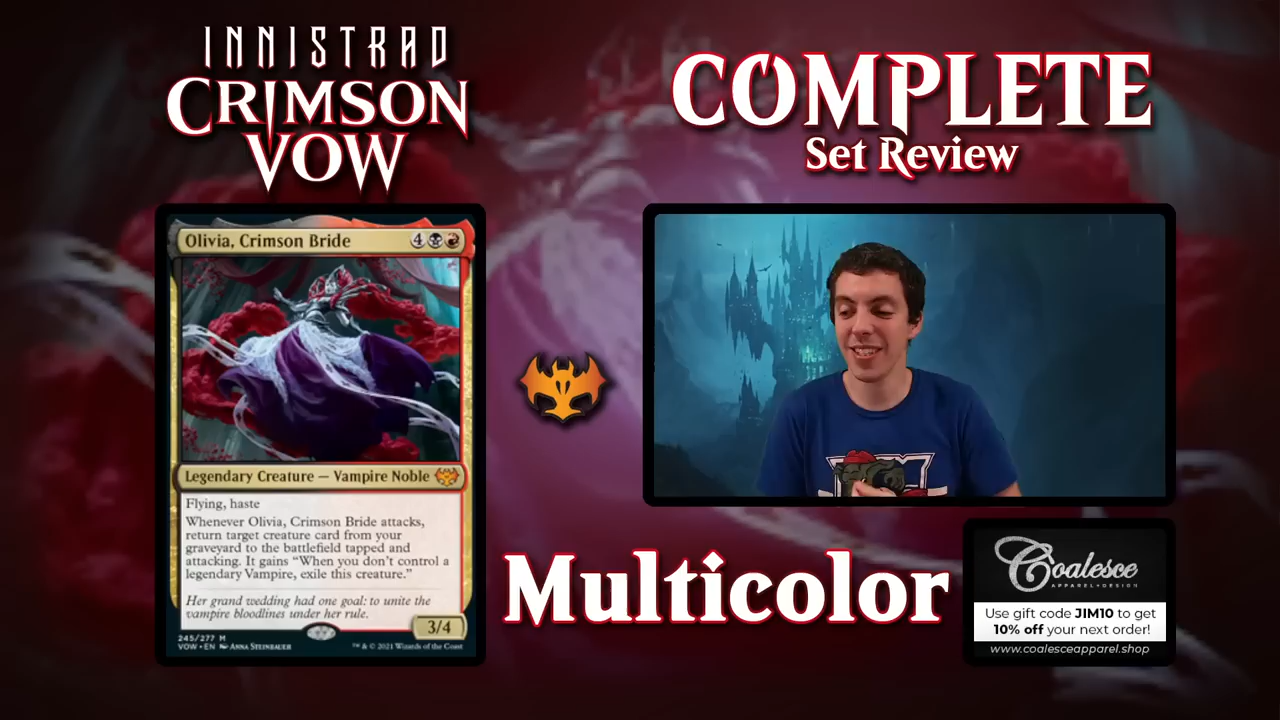 INNISTRAD
CRIMSON
VOW
COMPLETE
Set Review
Olivia, Crimson Bride 4
Legendary Creature — Vampire Noble
Flying, haste
Whenever Olivia, Crimson Bride attacks,
return target creature card from your
graveyard to the battlefield tapped and
attacking. It gains “When you don't control a
legendary Vampire, exile this creature.”
Her grand wedding had one goal: to unite the
vampire bloodlines under her rule.
3/4
245/277 M
VOW • EN Anna Steinbauer
™ & © 2021 Wizards of the Coast
Multicolor
Coalesce
APPAREL+DESIGN
Use gift code JIM10 to get
10% off your next order!
www.coalesceapparel.shop